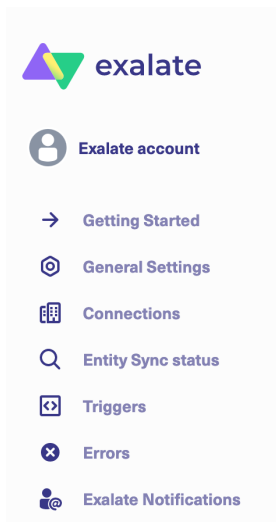 exalate
Exalate account
Getting Started
General Settings
Connections
Entity Sync status
Triggers
Errors
Exalate Notifications